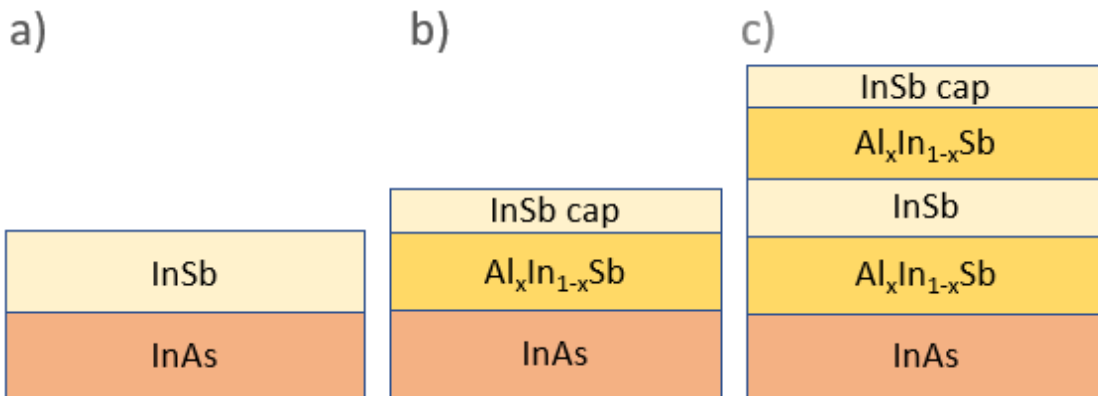 a)
InSb
InAs
b)
InSb cap
AlₓIn₁₋ₓSb
InAs
c)
InSb cap
AlₓIn₁₋ₓSb
InSb
AlₓIn₁₋ₓSb
InAs